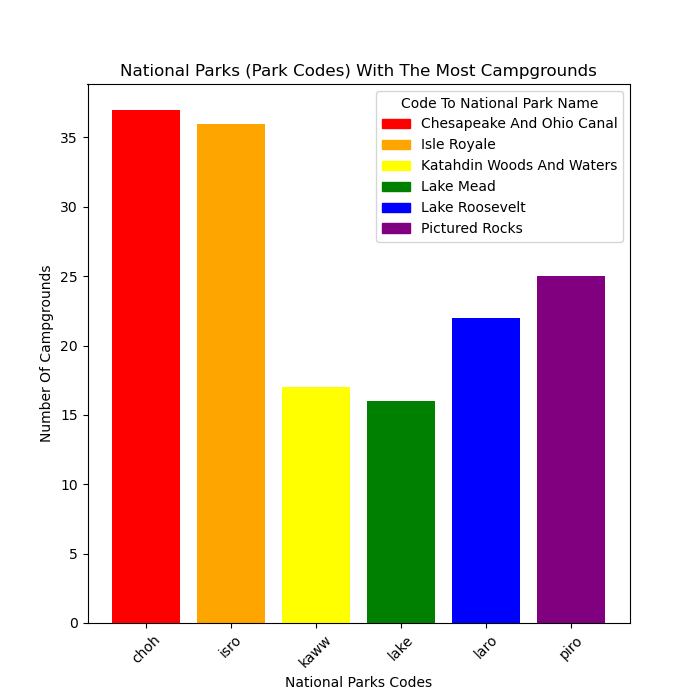 National Parks (Park Codes) With The Most Campgrounds
Code To National Park Name
Chesapeake And Ohio Canal
Isle Royale
Katahdin Woods And Waters
Lake Mead
Lake Roosevelt
Pictured Rocks
Number Of Campgrounds
35
30
25
20
15
10
5
0
choh
isro
kaww
lake
laro
piro
National Parks Codes